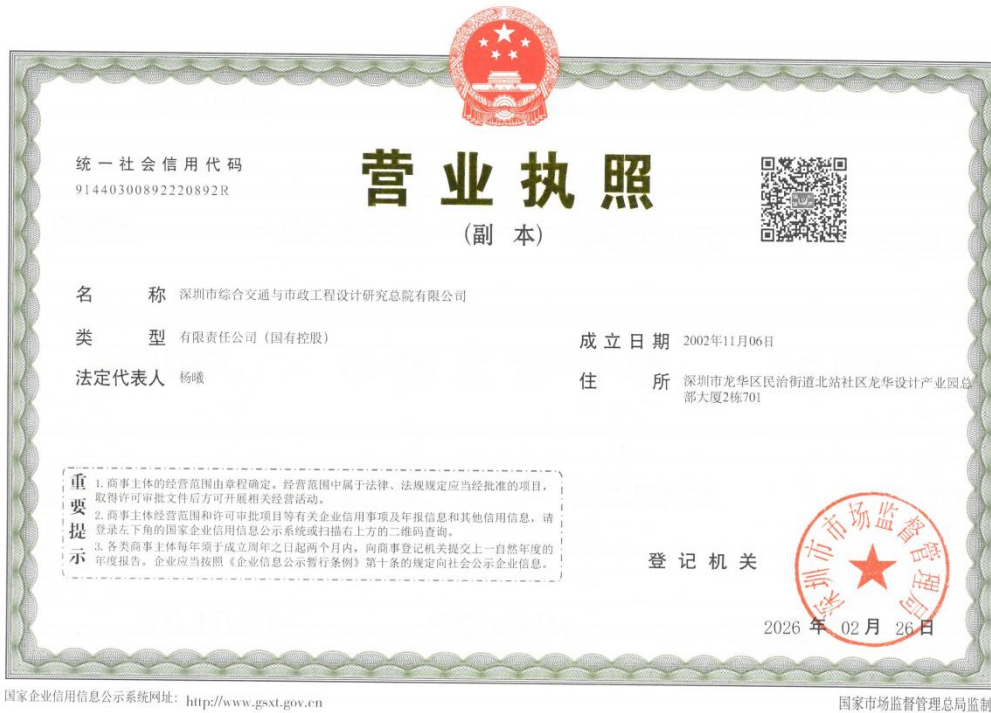 统一社会信用代码
91440300892220892R
营业执照
(副 本)
名 称 深圳市综合交通与市政工程设计研究总院有限公司
类 型 有限责任公司（国有控股）
法定代表人 杨曦
成立日期 2002年11月06日
住 所 深圳市龙华区民治街道北站社区龙华设计产业园总
部大厦2栋701
重要提示
1. 商事主体的经营范围由章程确定。经营范围中属于法律、法规规定应当经批准的项目，
取得许可审批文件后方可开展相关经营活动。
2. 商事主体经营范围和许可审批项目等有关企业信用事项及年报信息和其他信用信息，请
登录左下角的国家企业信用信息公示系统或扫描右上方的二维码查询。
3. 各类商事主体每年须于成立周年之日起两个月内，向商事登记机关提交上一自然年度的
年度报告。企业应当按照《企业信息公示暂行条例》第十条的规定向社会公示企业信息。
登记机关
深圳市市场监督管理局
2026 年 02 月 26 日
国家企业信用信息公示系统网址： http://www.gsxt.gov.cn
国家市场监督管理总局监制